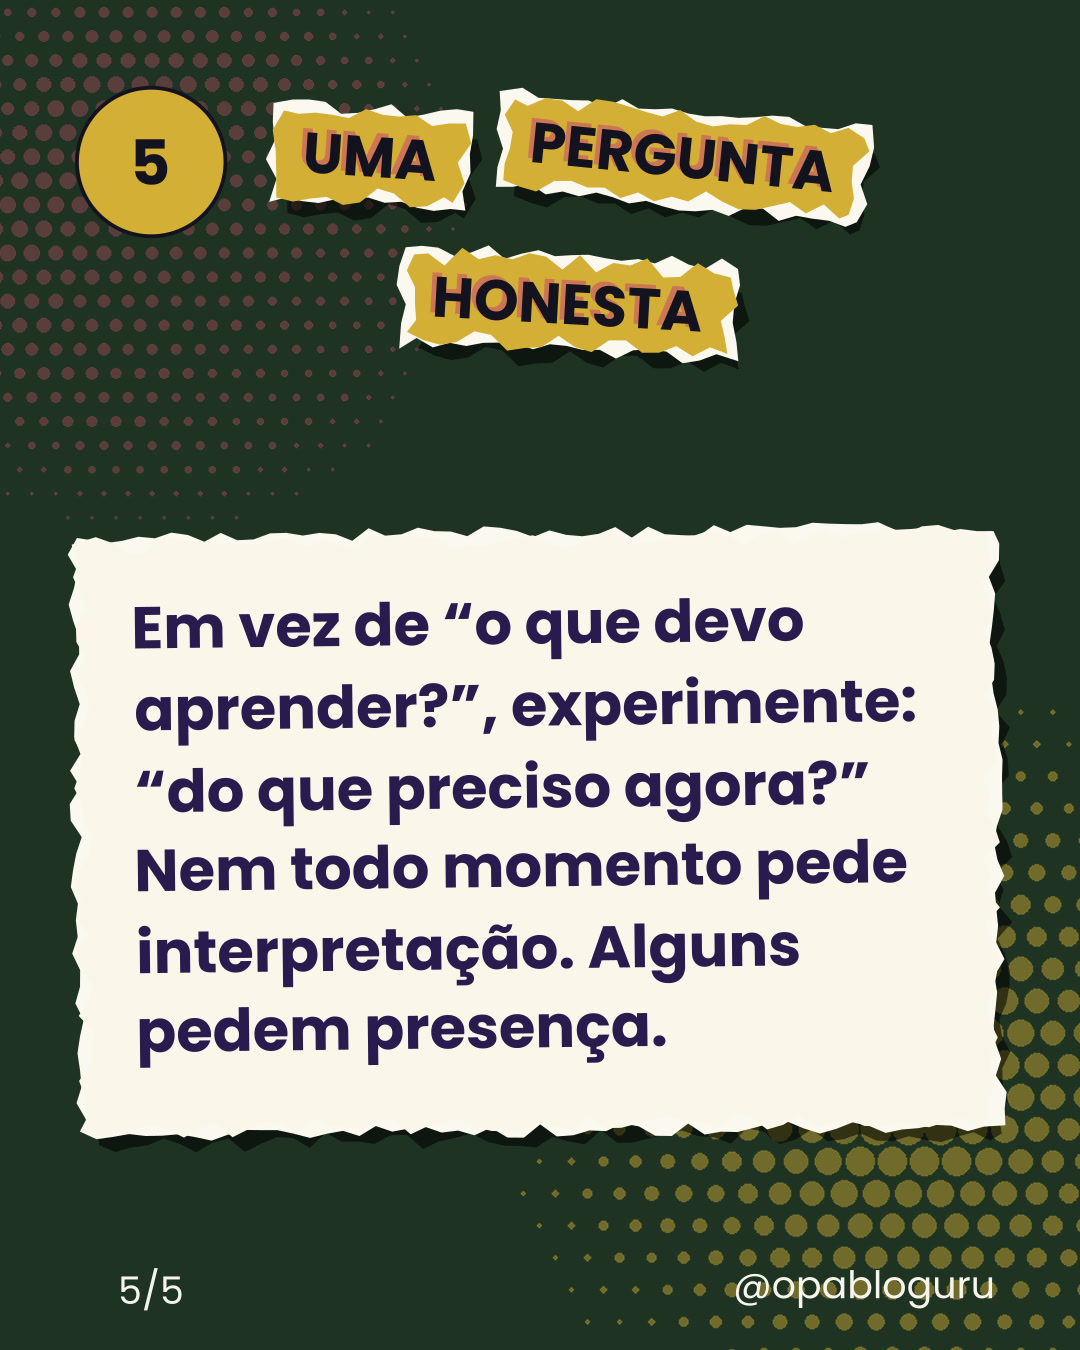 5
UMA PERGUNTA
HONESTA
Em vez de “o que devo
aprender?”, experimente:
“do que preciso agora?”
Nem todo momento pede
interpretação. Alguns
pedem presença.
5/5
@opabloguru